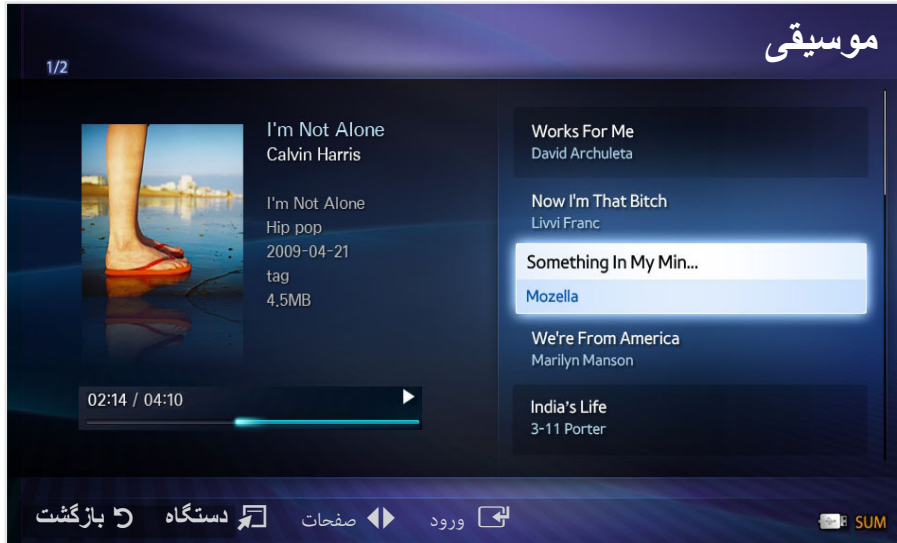 موسیقی
1/2
I'm Not Alone
Calvin Harris
I'm Not Alone
Hip pop
2009-04-21
tag
4.5MB
02:14 / 04:10
Works For Me
David Archuleta
Now I'm That Bitch
Livvi Franc
Something In My Min...
Mozella
We're From America
Marilyn Manson
India's Life
3-11 Porter
ورود صفحات دستگاه بازگشت
SUM